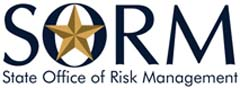 SORM
State Office of Risk Management